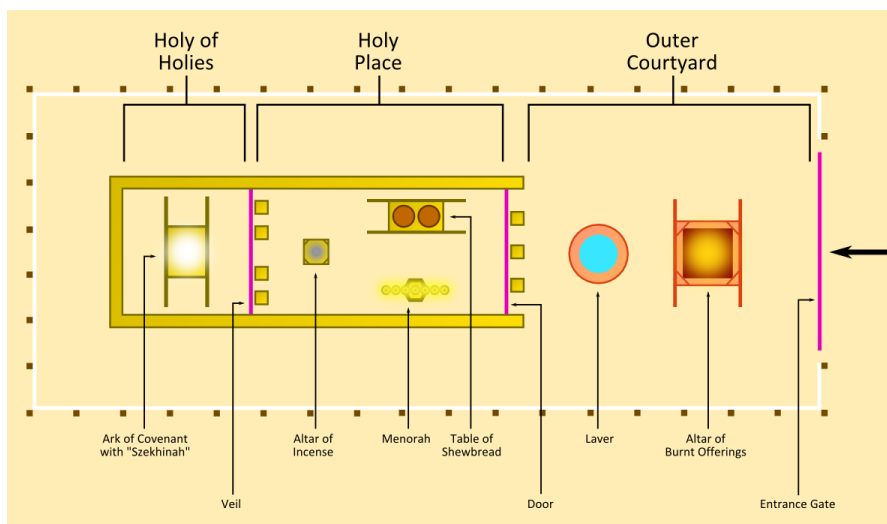 Holy of
Holies
Holy
Place
Outer
Courtyard
Ark of Covenant
with "Szekhinah"
Altar of
Incense
Menorah
Table of
Shewbread
Laver
Altar of
Burnt Offerings
Veil
Door
Entrance Gate